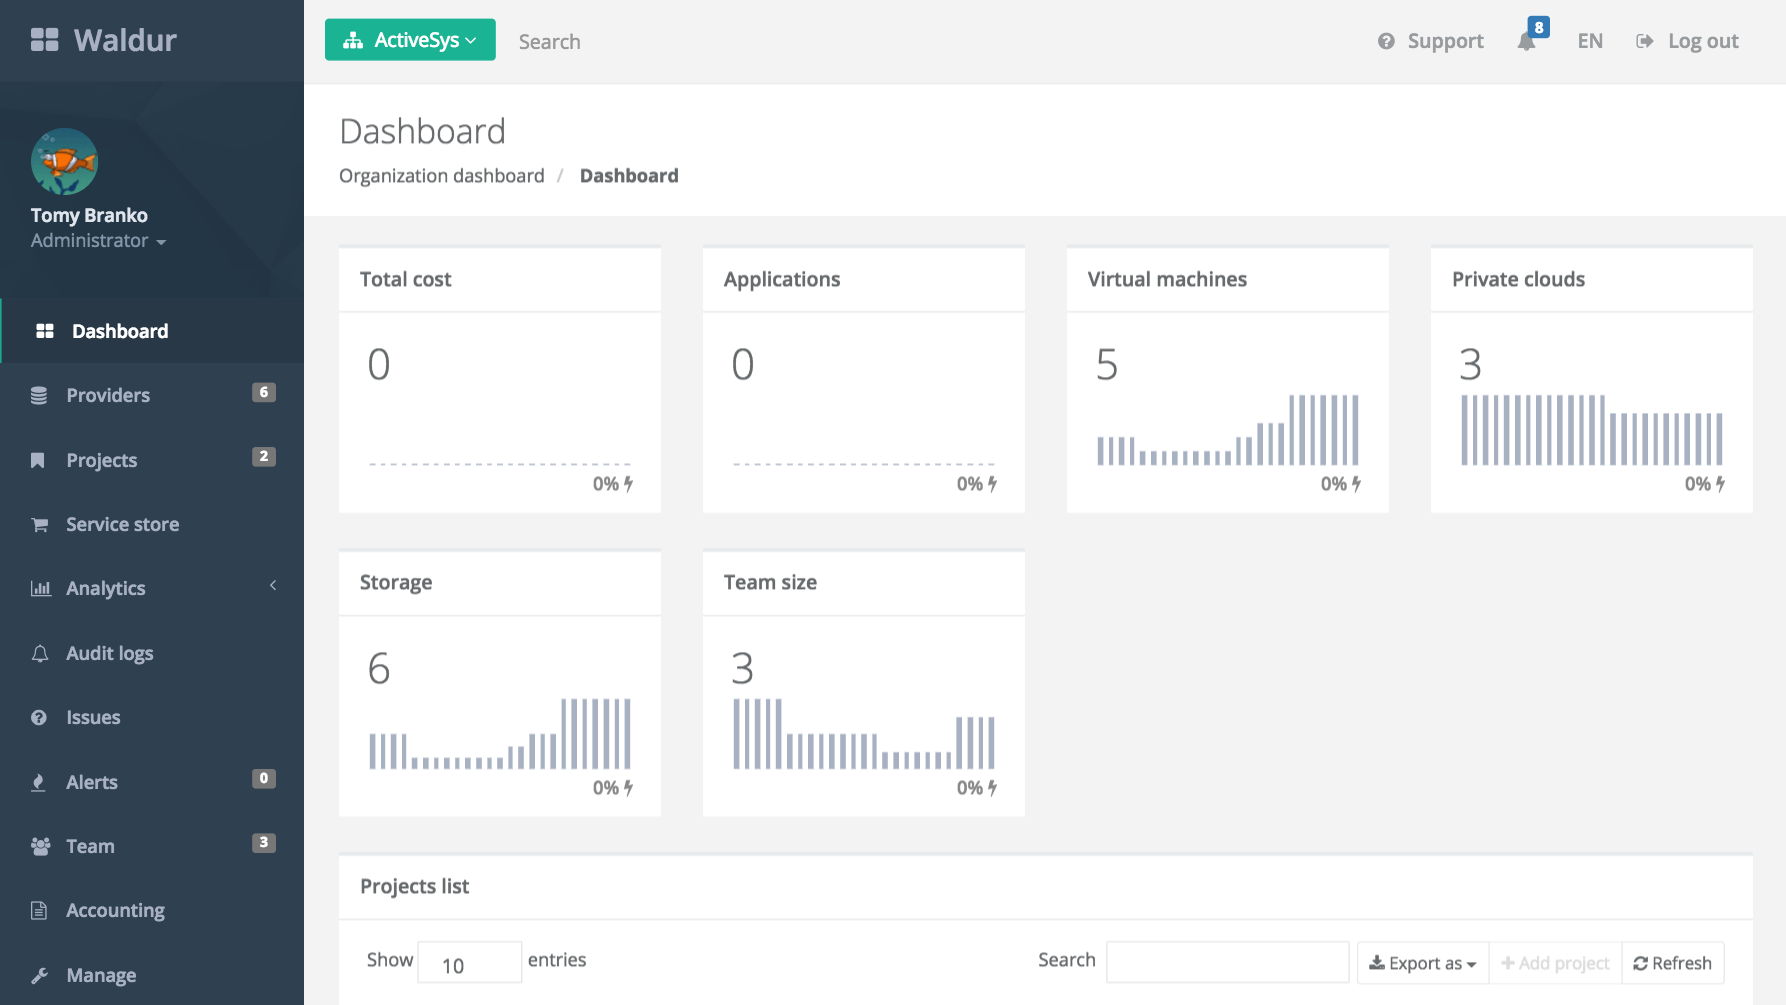 Waldur
ActiveSys
Search
Support
8
EN
Log out
Tomy Branko
Administrator
Dashboard
Providers 6
Projects 2
Service store
Analytics
Audit logs
Issues
Alerts 0
Team 3
Accounting
Manage
Dashboard
Organization dashboard / Dashboard
Total cost
0
0%
Applications
0
0%
Virtual machines
5
0%
Private clouds
3
0%
Storage
6
0%
Team size
3
0%
Projects list
Show 10 entries
Search
Export as
Add project
Refresh